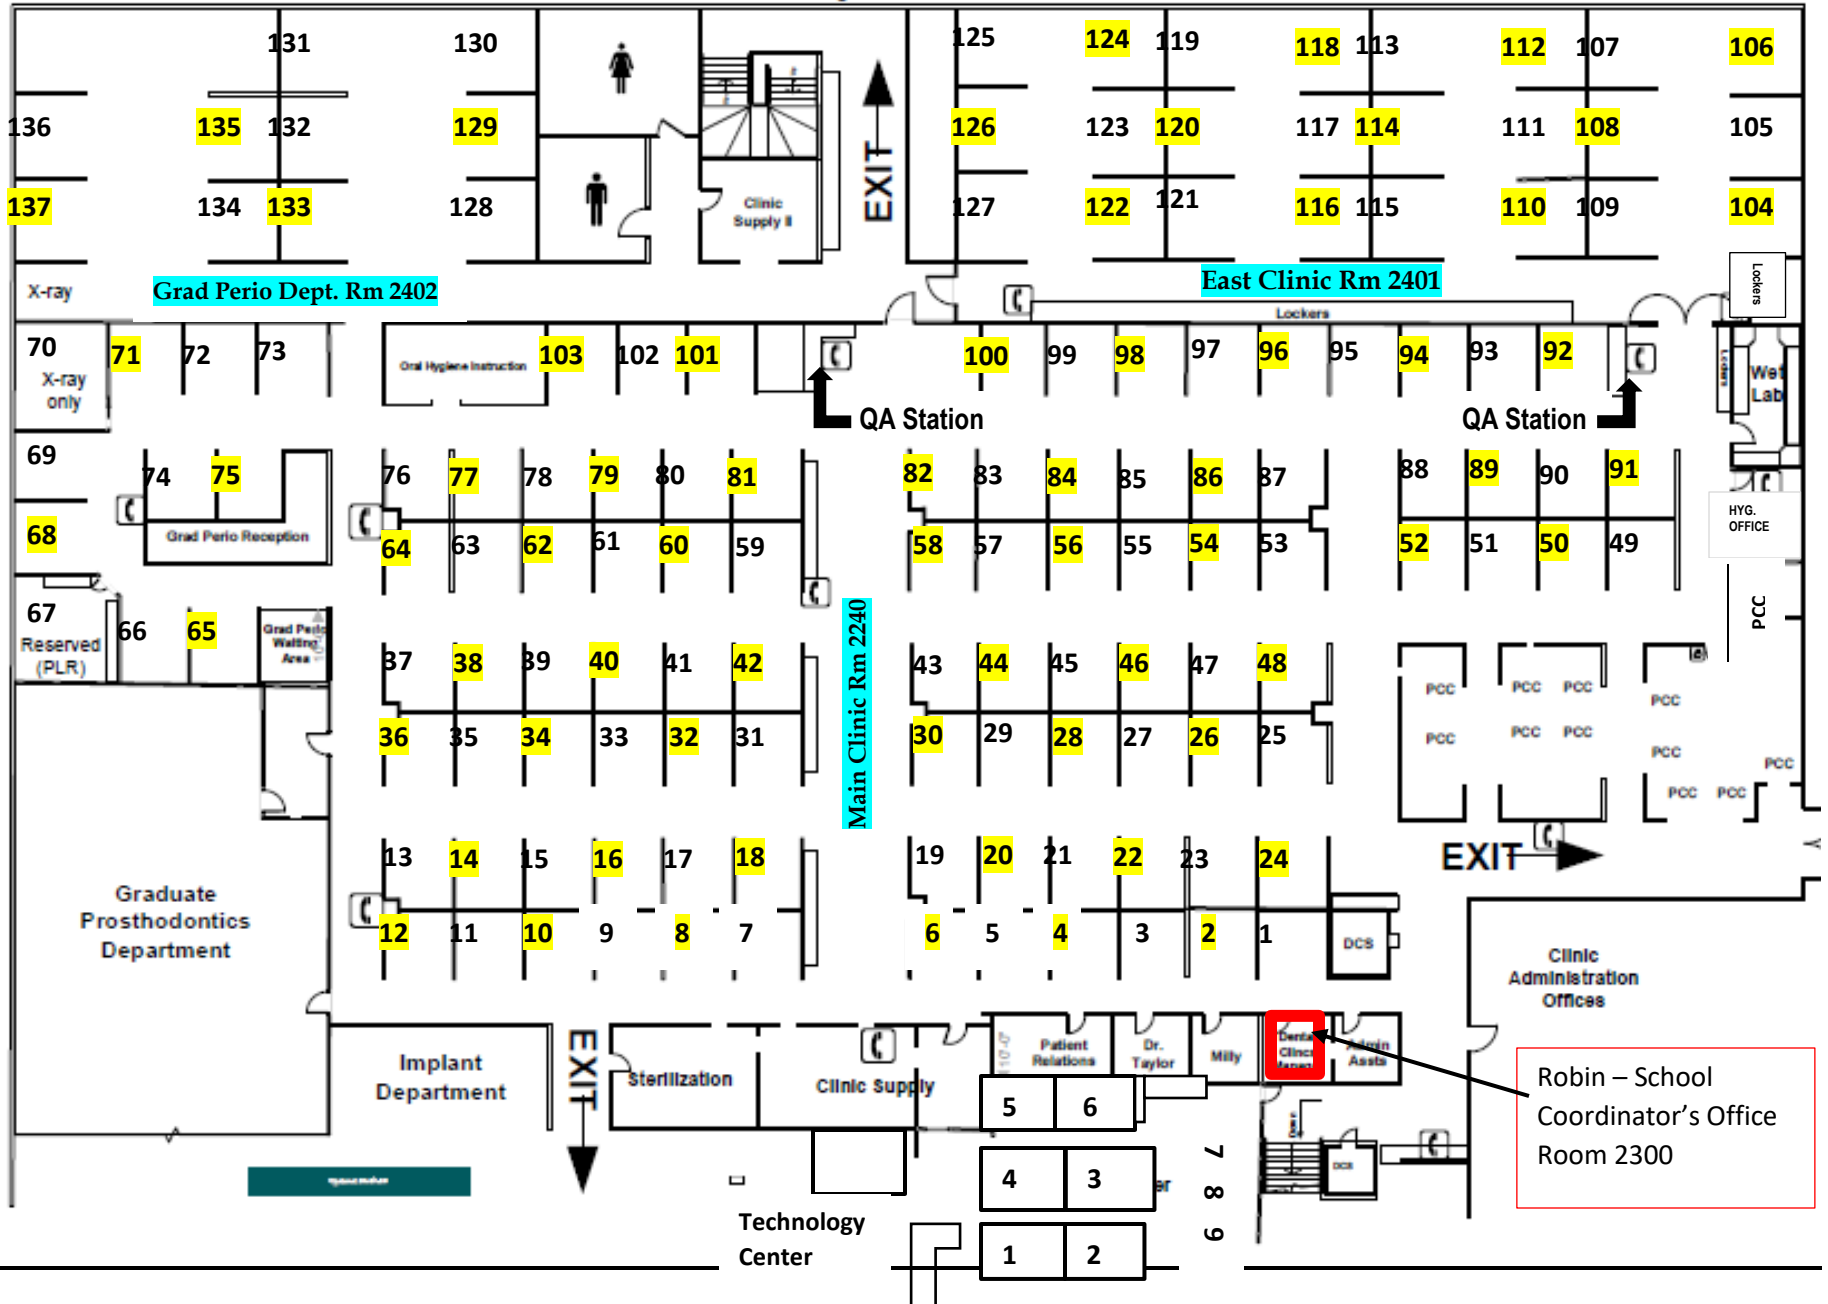 131 130 125 124 119 118 113 112 107 106
136 135 132 129 126 123 120 117 114 111 108 105
137 134 133 128 127 122 121 116 115 110 109 104
EXIT
Clinic
Supply II
X-ray
Grad Perio Dept. Rm 2402
East Clinic Rm 2401
Lockers
Lockers
70 71 72 73
X-ray
only
Oral Hygiene Instruction
103 102 101 100 99 98 97 96 95 94 93 92
Lockers
Wet
Lab
QA Station
QA Station
69 74 75 76 77 78 79 80 81 82 83 84 85 86 87 88 89 90 91
68
Grad Perio Reception
64 63 62 61 60 59 58 57 56 55 54 53 52 51 50 49
HYG.
OFFICE
PCC
67
Reserved
(PLR)
66 65
Grad Perio
Waiting
Area
37 38 39 40 41 42 43 44 45 46 47 48
Main Clinic Rm 2240
36 35 34 33 32 31 30 29 28 27 26 25
PCC PCC PCC PCC
PCC PCC PCC PCC
PCC
PCC PCC
13 14 15 16 17 18 19 20 21 22 23 24
EXIT
12 11 10 9 8 7 6 5 4 3 2 1
DCS
Graduate
Prosthodontics
Department
Clinic
Administration
Offices
Implant
Department
EXIT
Sterilization
Clinic Supply
Patient
Relations
Dr.
Taylor
Milly
Denta
Clinca
Admin
Assts
Robin – School
Coordinator's Office
Room 2300
5 6
4 3
er
1 2
7
8
9
Down
DCS
Technology
Center